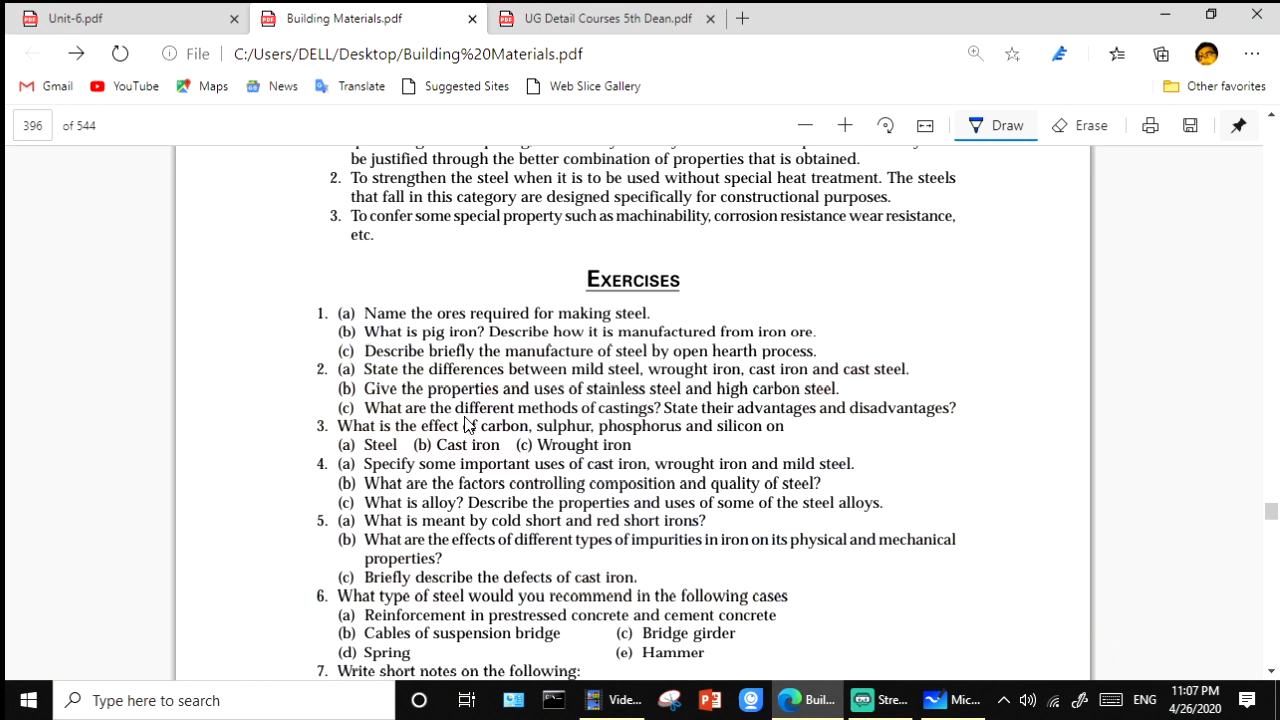 Unit-6.pdf
Building Materials.pdf
UG Detail Courses 5th Dean.pdf
File C:/Users/DELL/Desktop/Building%20Materials.pdf
Gmail YouTube Maps News Translate Suggested Sites Web Slice Gallery Other favorites
396 of 544 Draw Erase
be justified through the better combination of properties that is obtained.
2. To strengthen the steel when it is to be used without special heat treatment. The steels
that fall in this category are designed specifically for constructional purposes.
3. To confer some special property such as machinability, corrosion resistance wear resistance,
etc.
EXERCISES
1. (a) Name the ores required for making steel.
(b) What is pig iron? Describe how it is manufactured from iron ore.
(c) Describe briefly the manufacture of steel by open hearth process.
2. (a) State the differences between mild steel, wrought iron, cast iron and cast steel.
(b) Give the properties and uses of stainless steel and high carbon steel.
(c) What are the different methods of castings? State their advantages and disadvantages?
3. What is the effect of carbon, sulphur, phosphorus and silicon on
(a) Steel (b) Cast iron (c) Wrought iron
4. (a) Specify some important uses of cast iron, wrought iron and mild steel.
(b) What are the factors controlling composition and quality of steel?
(c) What is alloy? Describe the properties and uses of some of the steel alloys.
5. (a) What is meant by cold short and red short irons?
(b) What are the effects of different types of impurities in iron on its physical and mechanical
properties?
(c) Briefly describe the defects of cast iron.
6. What type of steel would you recommend in the following cases
(a) Reinforcement in prestressed concrete and cement concrete
(b) Cables of suspension bridge (c) Bridge girder
(d) Spring (e) Hammer
7. Write short notes on the following:
Type here to search Vide... Buil... Stre... Mic... ENG 11:07 PM
4/26/2020